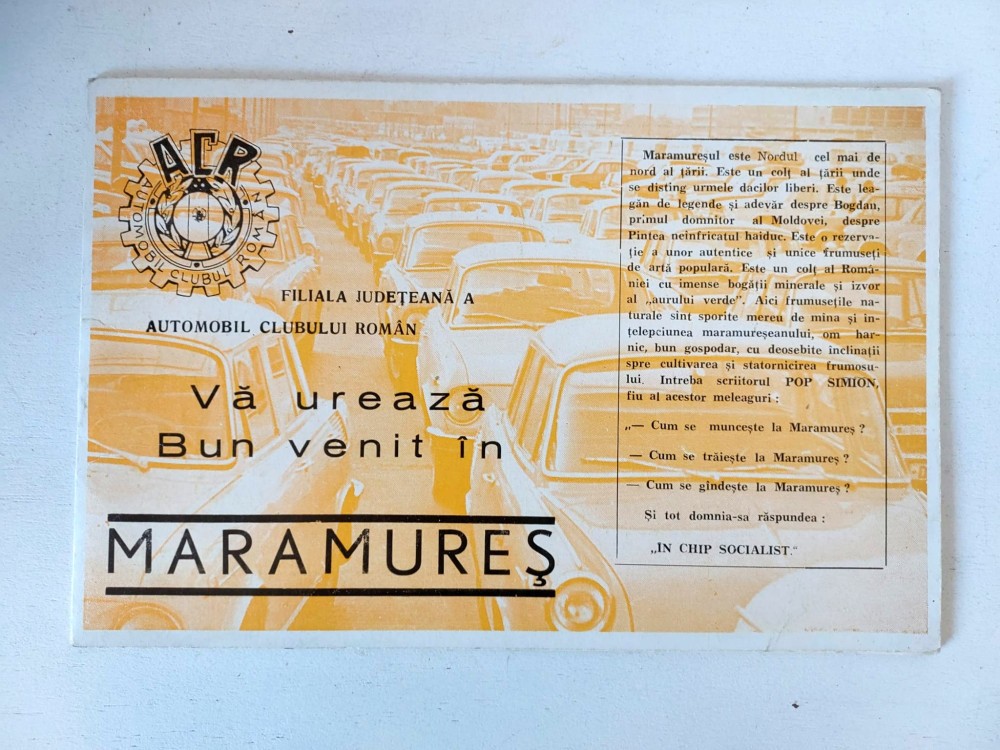 ACR
AUTOMOBIL CLUBUL ROMÂN
FILIALA JUDEȚEANĂ A
AUTOMOBIL CLUBULUI ROMÂN
Vă urează
Bun venit în
MARAMUREȘ
Maramureșul este Nordul cel mai de
nord al țării. Este un colț al țării unde
se disting urmele dacilor liberi. Este lea-
găn de legende și adevăr despre Bogdan,
primul domnitor al Moldovei, despre
Pintea neînfricatul haiduc. Este o rezerva-
ție a unor autentice și unice frumuseți
de artă populară. Este un colț al Româ-
niei cu imense bogății minerale și izvor
al „aurului verde". Aici frumusețile na-
turale sînt sporite mereu de mina și în-
țelepciunea maramureșeanului, om har-
nic, bun gospodar, cu deosebite înclinații
spre cultivarea și statornicirea frumosu-
lui. Intreba scriitorul POP SIMION,
fiu al acestor meleaguri :
„— Cum se muncește la Maramureș ?
— Cum se trăiește la Maramureș ?
— Cum se gîndește la Maramureș ?
Și tot domnia-sa răspundea :
„ÎN CHIP SOCIALIST."